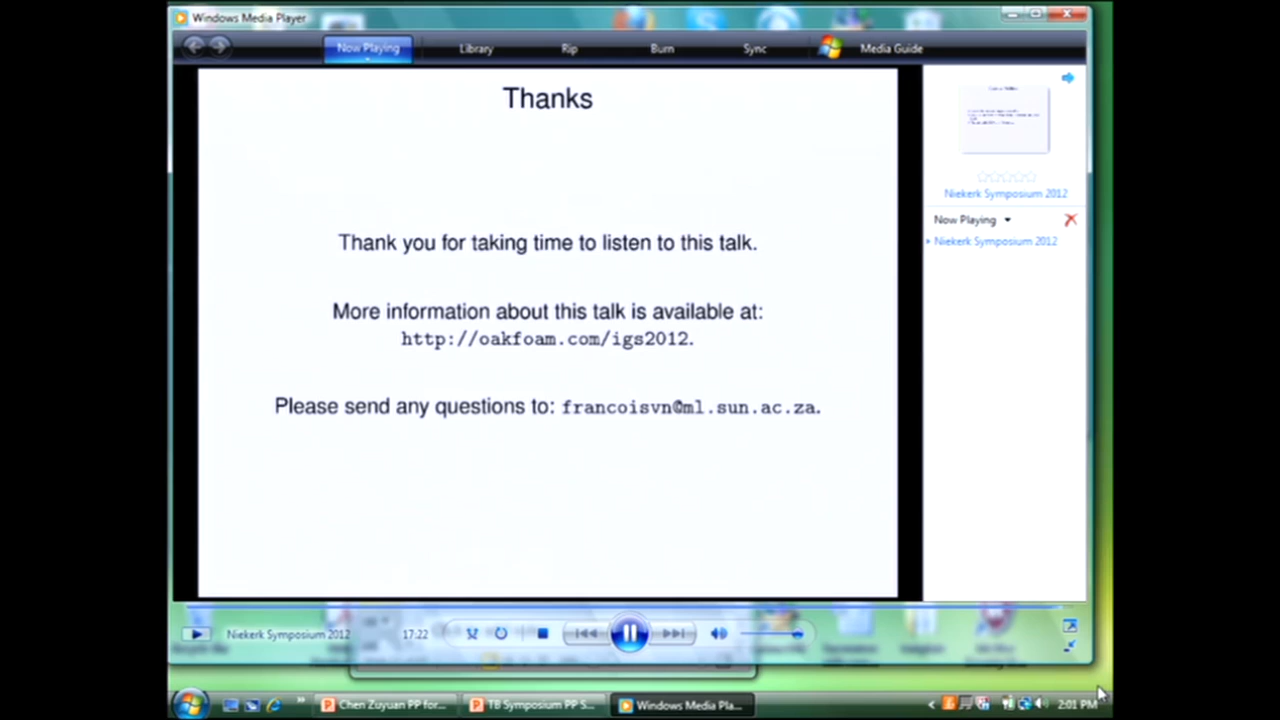 Windows Media Player
Now Playing
Library
Rip
Burn
Sync
Media Guide
Thanks
Thank you for taking time to listen to this talk.
More information about this talk is available at:
http://oakfoam.com/igs2012.
Please send any questions to: francoisvn@ml.sun.ac.za.
Niekerk Symposium 2012
Now Playing
Niekerk Symposium 2012
Niekerk Symposium 2012
17:22
Chen Zuyuan PP for...
TB Symposium PP S...
Windows Media Pla...
2:01 PM